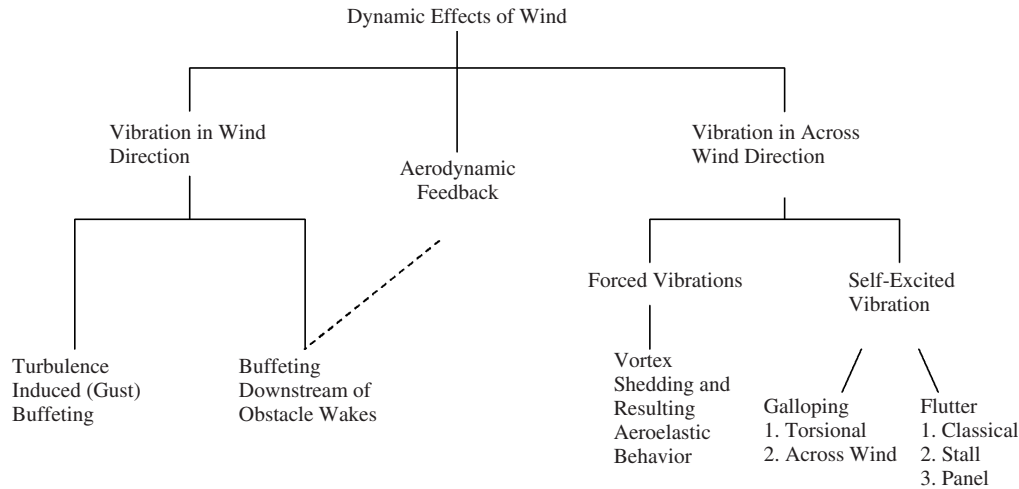 Dynamic Effects of Wind
Vibration in Wind
Direction
Aerodynamic
Feedback
Vibration in Across
Wind Direction
Forced Vibrations
Self-Excited
Vibration
Turbulence
Induced (Gust)
Buffeting
Buffeting
Downstream of
Obstacle Wakes
Vortex
Shedding and
Resulting
Aeroelastic
Behavior
Galloping
1. Torsional
2. Across Wind
Flutter
1. Classical
2. Stall
3. Panel